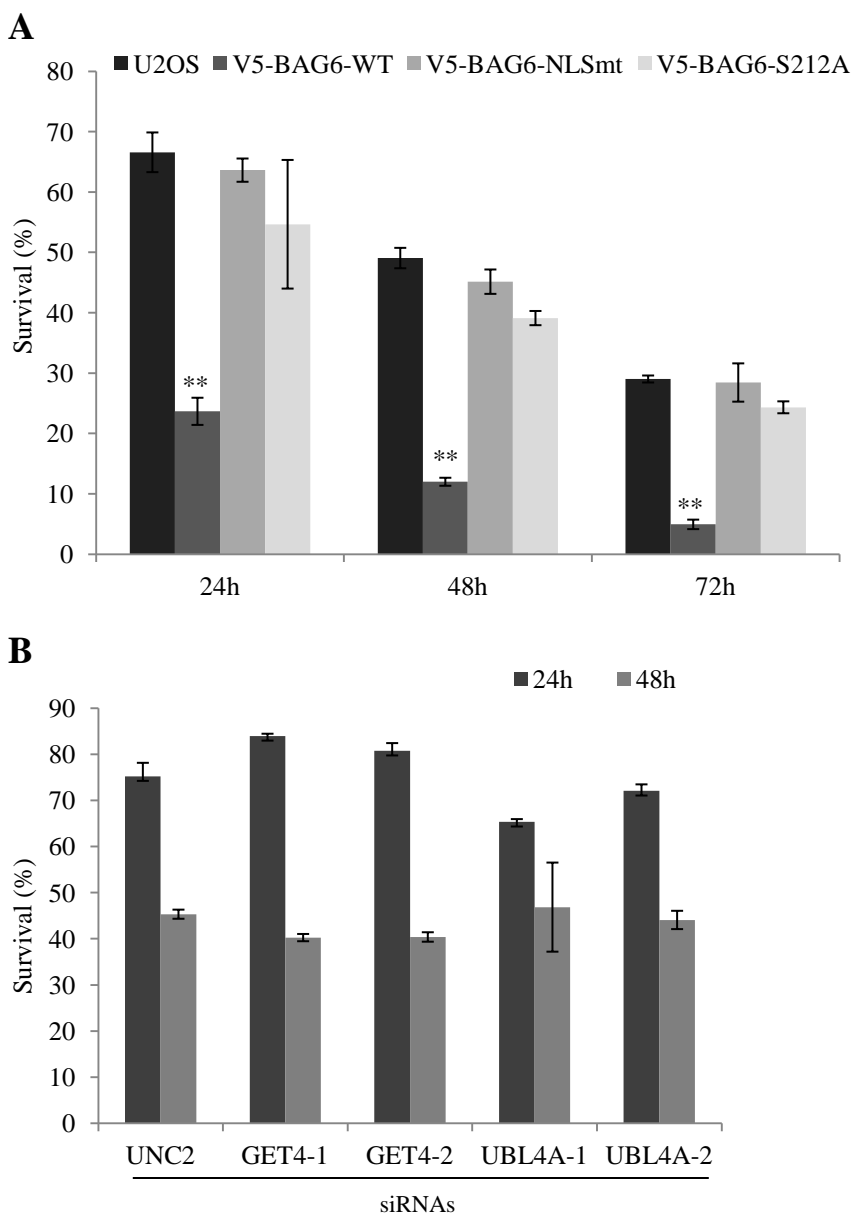 A
U2OS V5-BAG6-WT V5-BAG6-NLSmt V5-BAG6-S212A
80
70
60
50
40
30
20
10
0
Survival (%)
**
**
**
24h 48h 72h
B
24h 48h
90
80
70
60
50
40
30
20
10
0
Survival (%)
UNC2 GET4-1 GET4-2 UBL4A-1 UBL4A-2
siRNAs